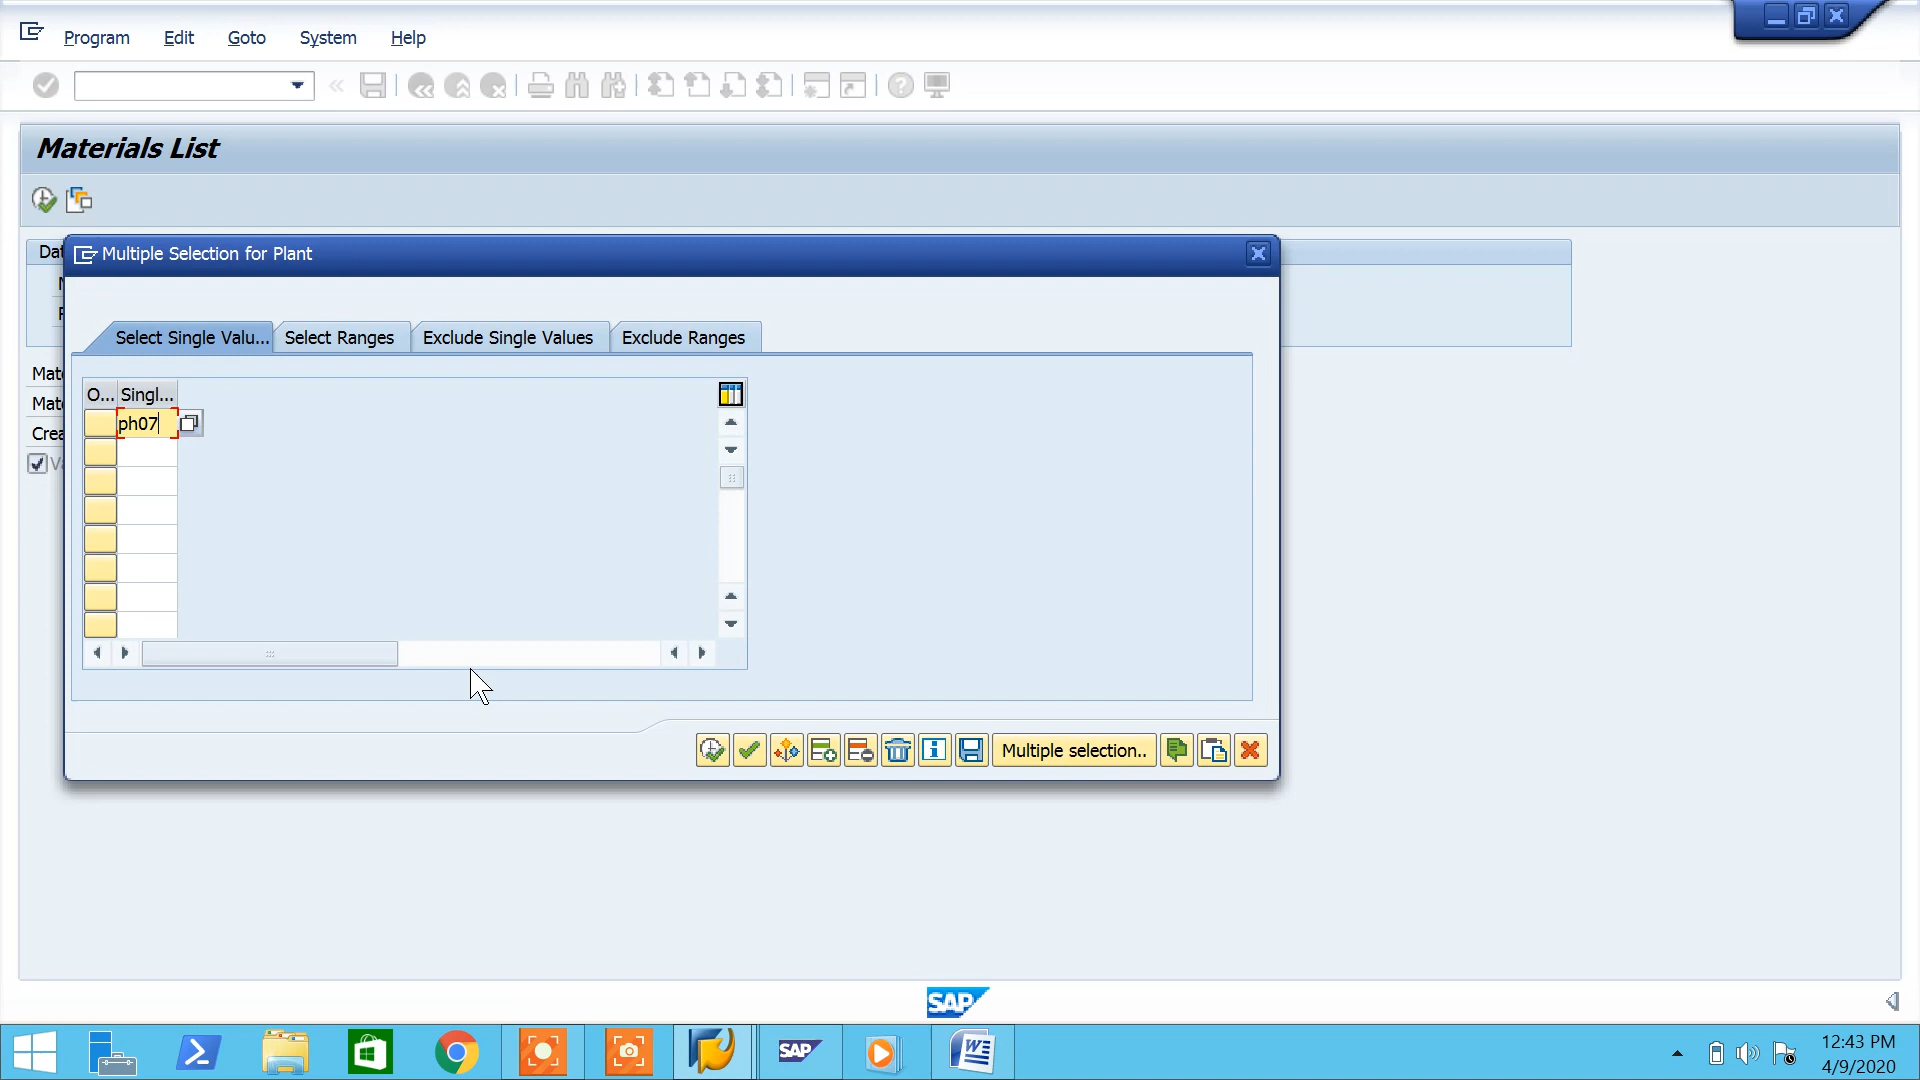 Program Edit Goto System Help
Materials List
Dat
Multiple Selection for Plant
Select Single Valu... Select Ranges Exclude Single Values Exclude Ranges
Mate
O... Singl...
Mat
ph07
Crea
Multiple selection..
SAP
SAP
12:43 PM
4/9/2020